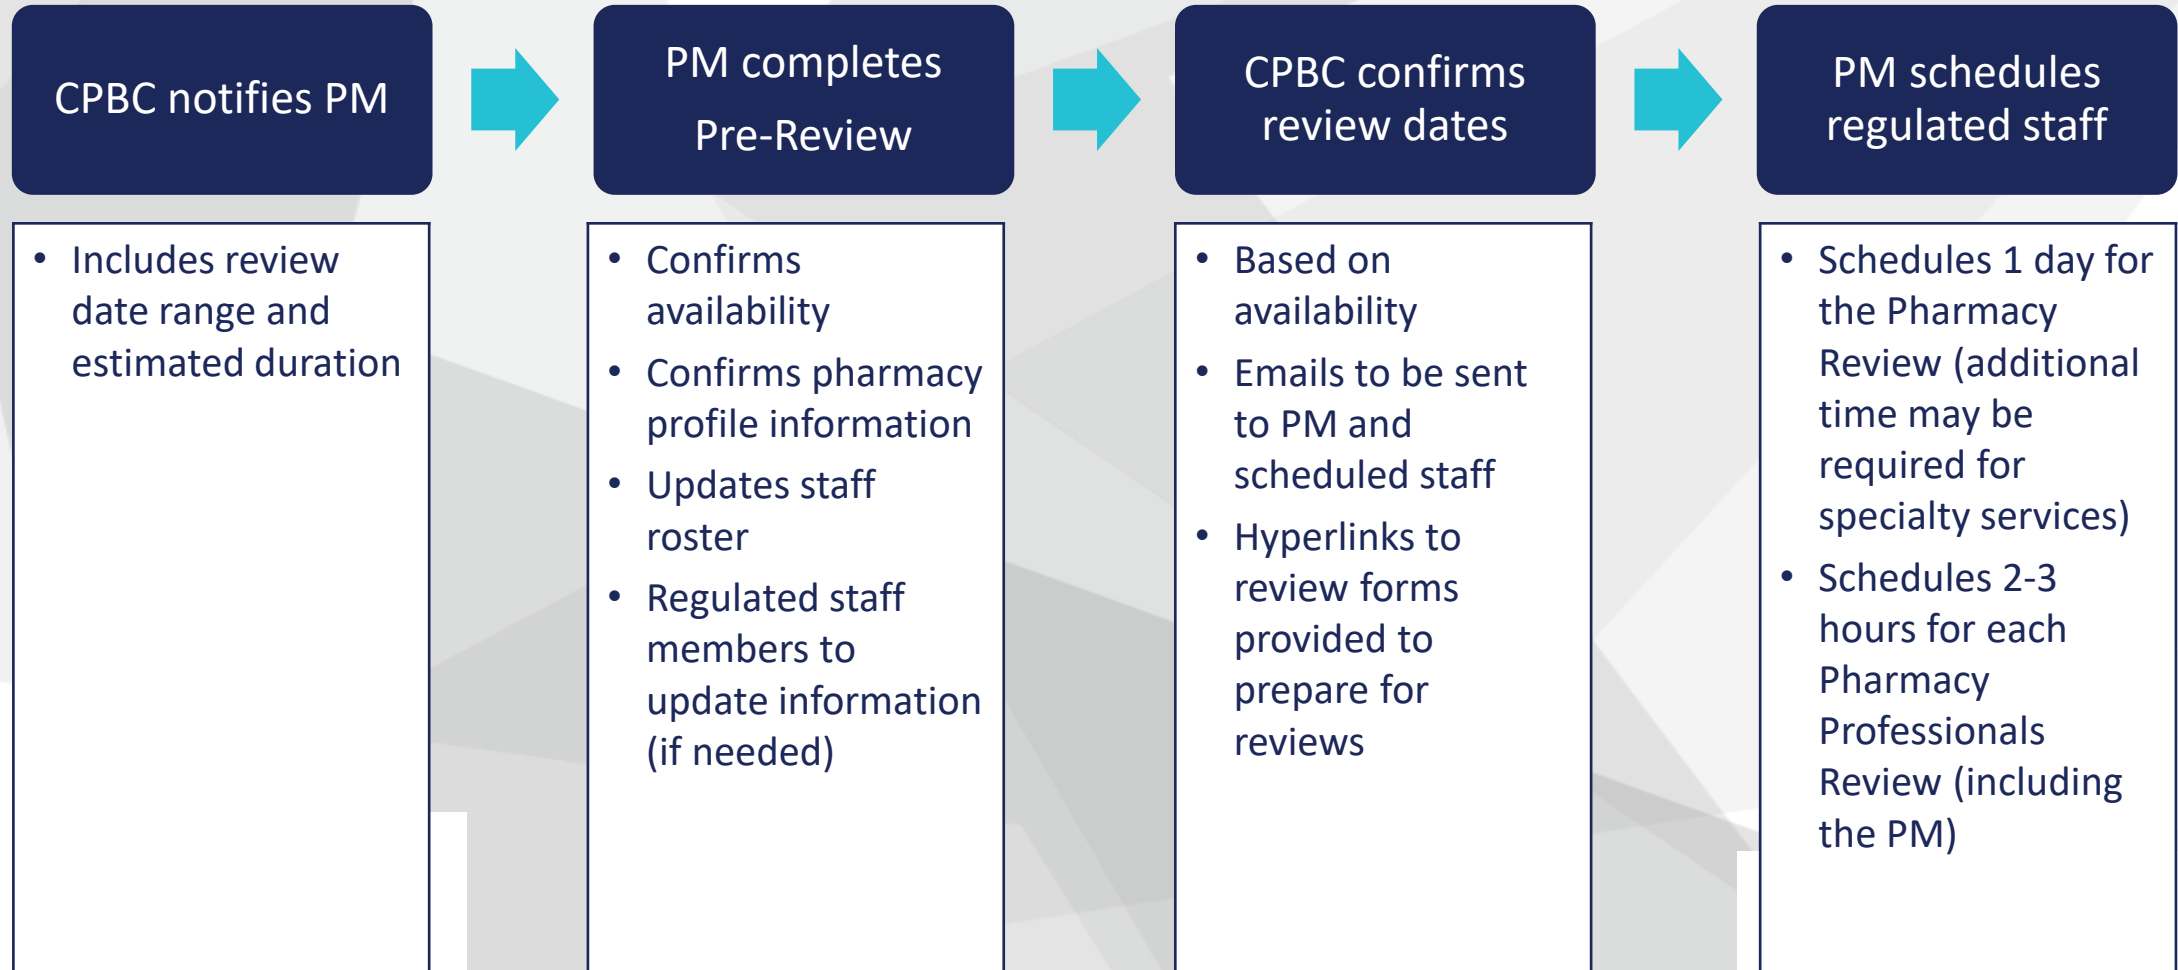 CPBC notifies PM
• Includes review
date range and
estimated duration
PM completes
Pre-Review
• Confirms
availability
• Confirms pharmacy
profile information
• Updates staff
roster
• Regulated staff
members to
update information
(if needed)
CPBC confirms
review dates
• Based on
availability
• Emails to be sent
to PM and
scheduled staff
• Hyperlinks to
review forms
provided to
prepare for
reviews
PM schedules
regulated staff
• Schedules 1 day for
the Pharmacy
Review (additional
time may be
required for
specialty services)
• Schedules 2-3
hours for each
Pharmacy
Professionals
Review (including
the PM)